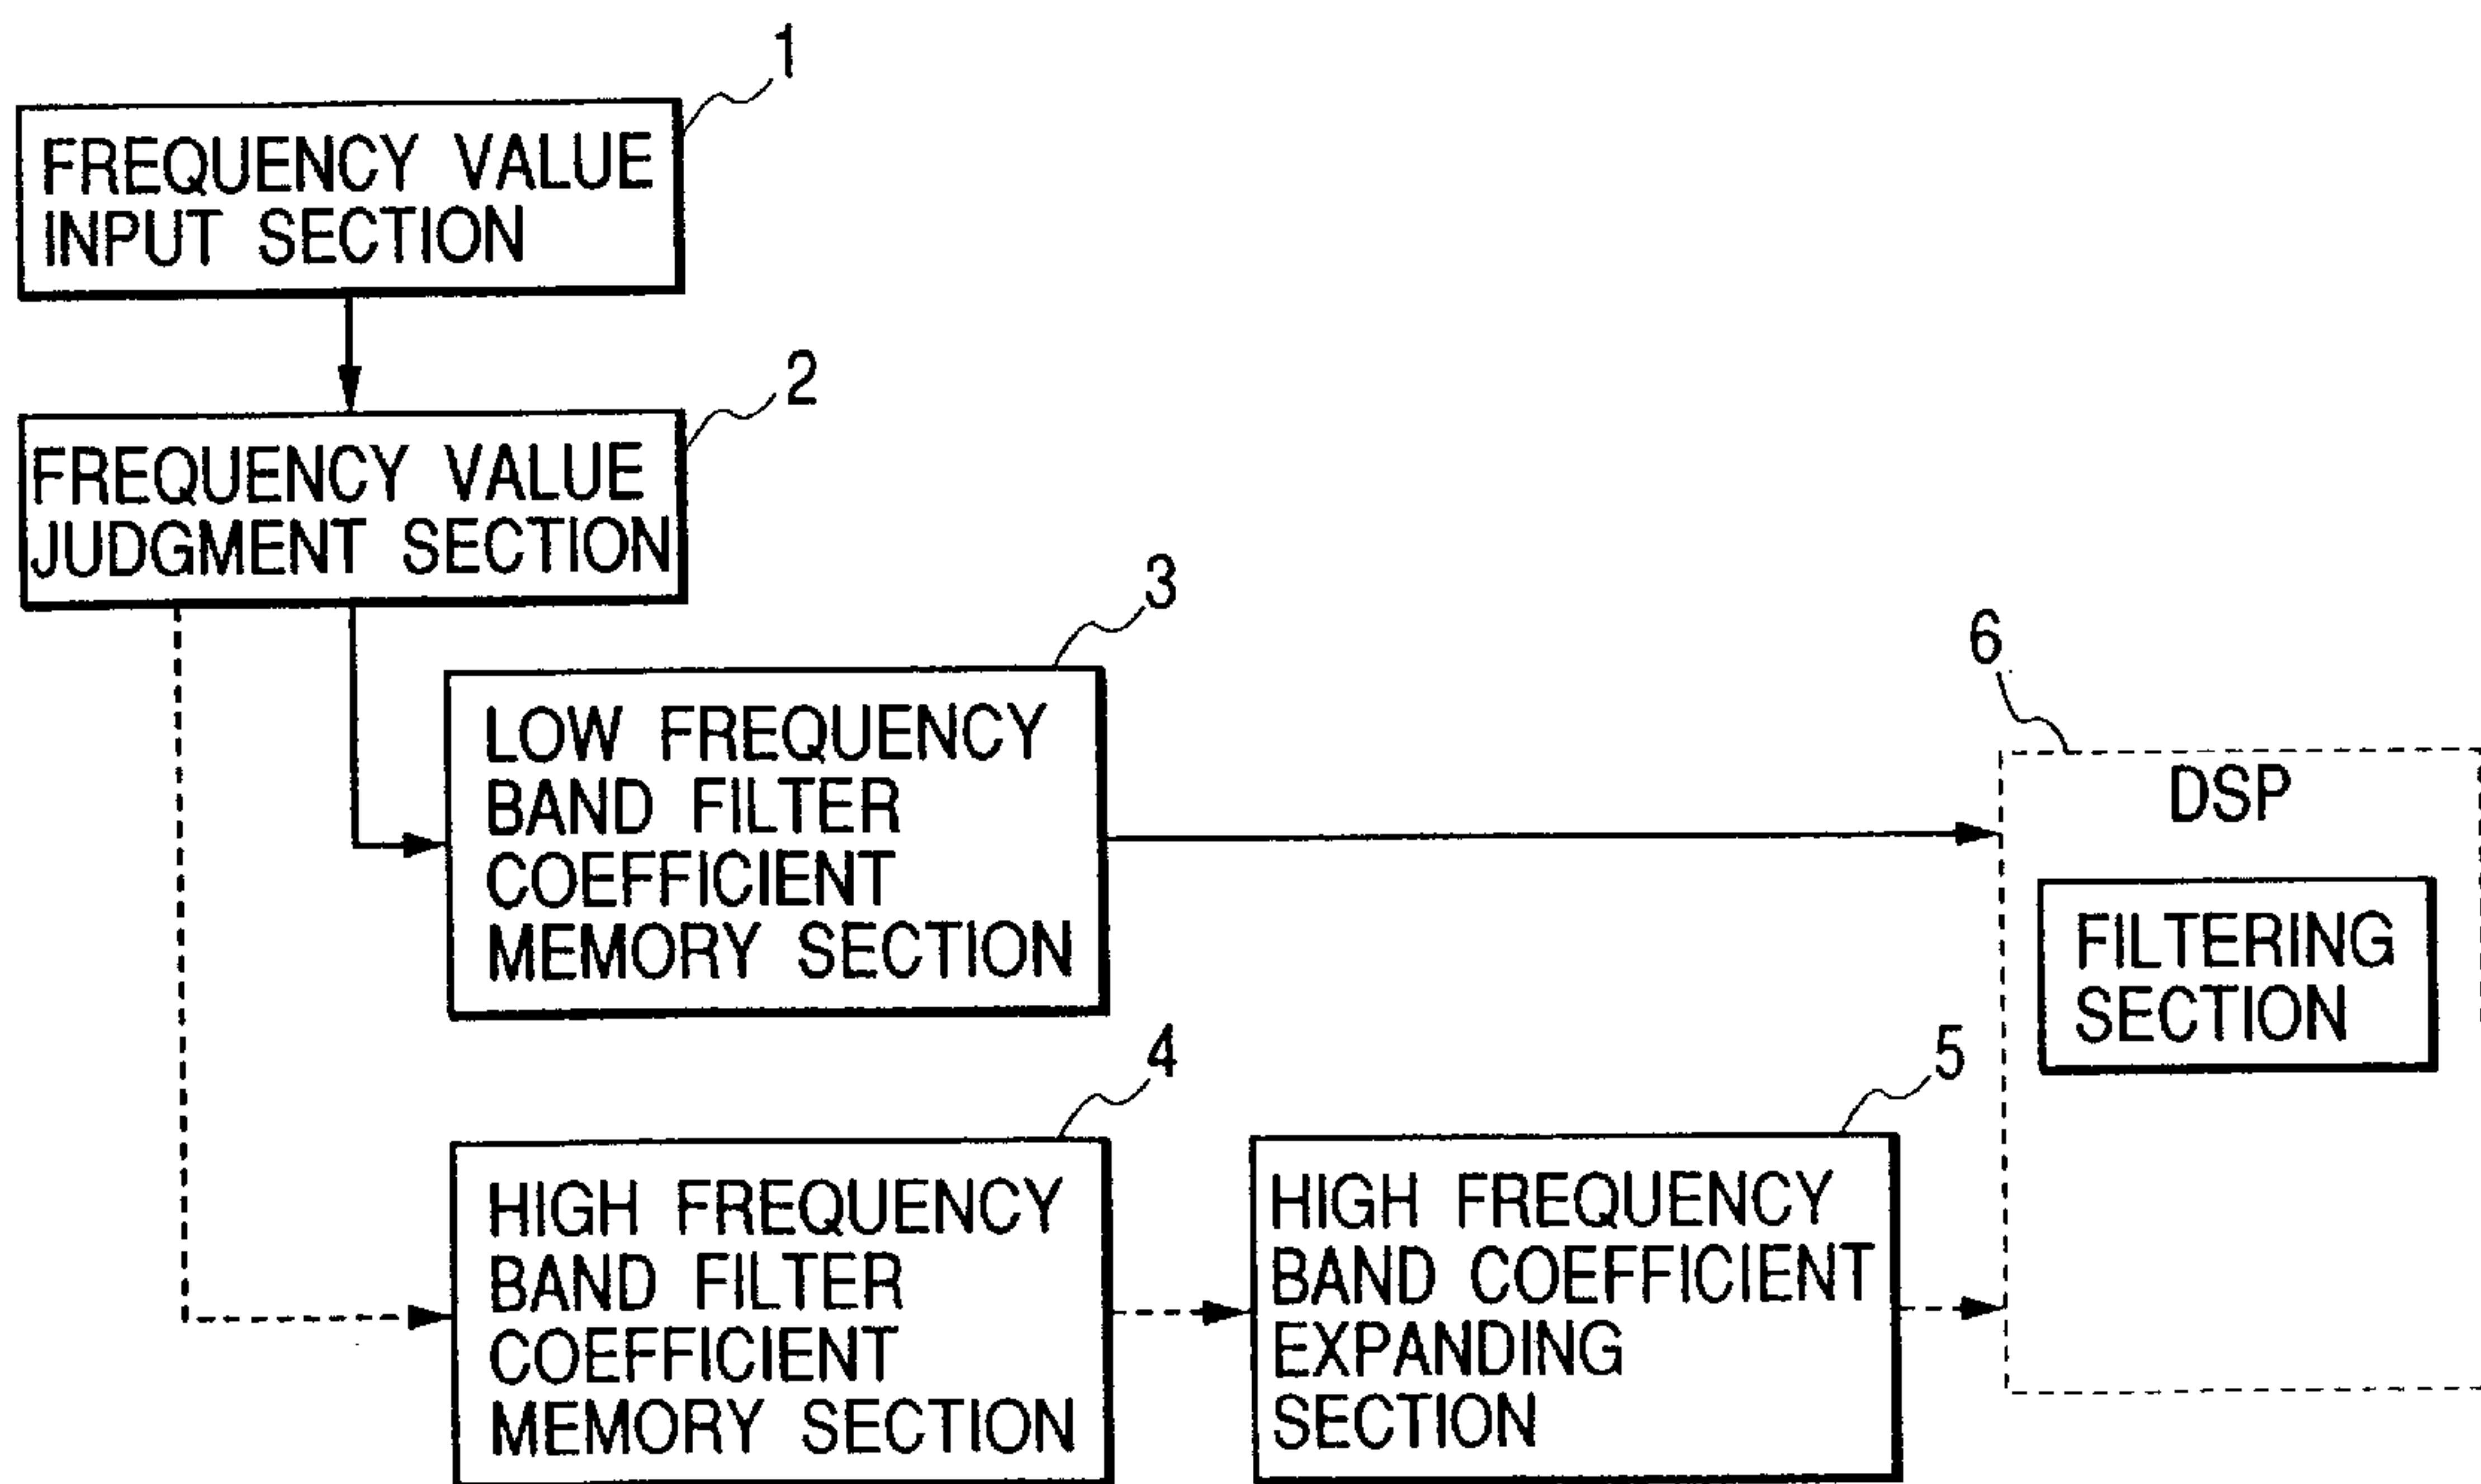 1
FREQUENCY VALUE
INPUT SECTION
2
FREQUENCY VALUE
JUDGMENT SECTION
3
LOW FREQUENCY
BAND FILTER
COEFFICIENT
MEMORY SECTION
6
DSP
FILTERING
SECTION
4
HIGH FREQUENCY
BAND FILTER
COEFFICIENT
MEMORY SECTION
5
HIGH FREQUENCY
BAND COEFFICIENT
EXPANDING
SECTION